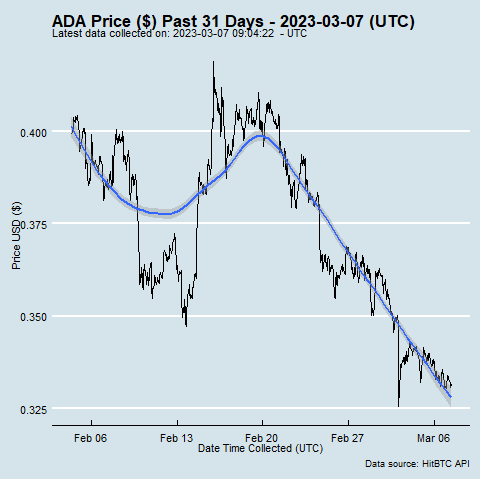 ADA Price ($) Past 31 Days - 2023-03-07 (UTC)
Latest data collected on: 2023-03-07 09:04:22 - UTC
0.400
0.375
0.350
0.325
Price USD ($)
Feb 06 Feb 13 Feb 20 Feb 27 Mar 06
Date Time Collected (UTC)
Data source: HitBTC API